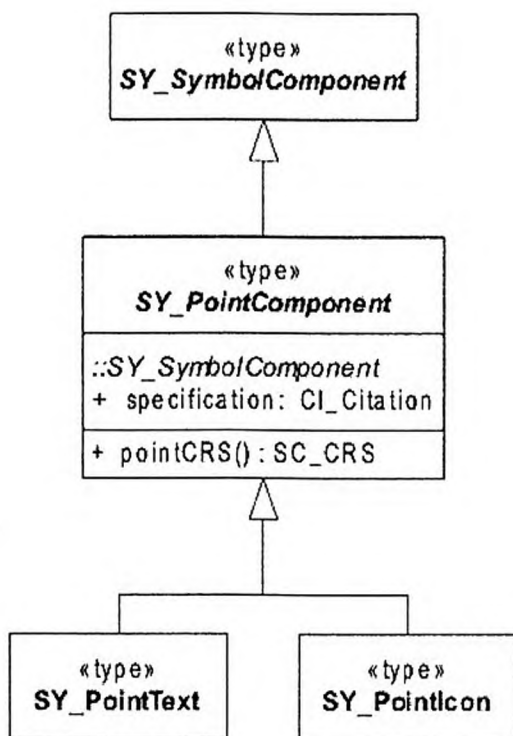 «type»
SY_SymbolComponent
«type»
SY_PointComponent
::SY_SymbolComponent
+ specification: CI_Citation
+ pointCRS() : SC_CRS
«type»
SY_PointText
«type»
SY_PointIcon